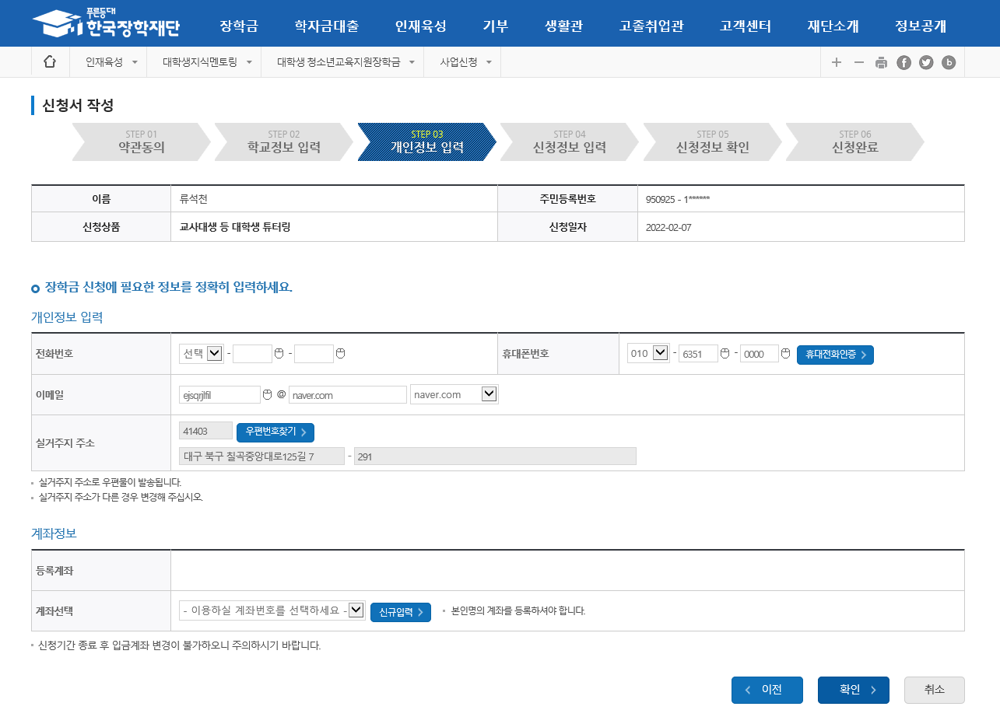 푸른등대
한국장학재단
장학금 학자금대출 인재육성 기부 생활관 고졸취업관 고객센터 재단소개 정보공개
인재육성 대학생지식멘토링 대학생 청소년교육지원장학금 사업신청
신청서 작성
STEP 01 STEP 02 STEP 03 STEP 04 STEP 05 STEP 06
약관동의 학교정보 입력 개인정보 입력 신청정보 입력 신청정보 확인 신청완료
이름 류석천 주민등록번호 950925 - 1******
신청상품 교사대생 등 대학생 튜터링 신청일자 2022-02-07
장학금 신청에 필요한 정보를 정확히 입력하세요.
개인정보 입력
전화번호 선택 - - 휴대폰번호 010 - 6351 - 0000 휴대전화인증
이메일 ejsqrjlfil @ naver.com naver.com
실거주지 주소 41403 우편번호찾기
대구 북구 칠곡중앙대로125길 7 - 291
실거주지 주소로 우편물이 발송됩니다.
실거주지 주소가 다른 경우 변경해 주십시오.
계좌정보
등록계좌
계좌선택 - 이용하실 계좌번호를 선택하세요 - 신규입력 본인명의 계좌를 등록하셔야 합니다.
신청기간 종료 후 입금계좌 변경이 불가하오니 주의하시기 바랍니다.
이전 확인 취소